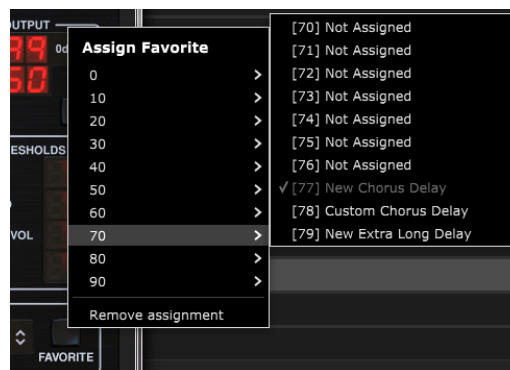 OUTPUT
0d
ESHOLDS
VOL
FAVORITE
Assign Favorite
0
10
20
30
40
50
60
70
80
90
Remove assignment
[70] Not Assigned
[71] Not Assigned
[72] Not Assigned
[73] Not Assigned
[74] Not Assigned
[75] Not Assigned
[76] Not Assigned
✓[77] New Chorus Delay
[78] Custom Chorus Delay
[79] New Extra Long Delay